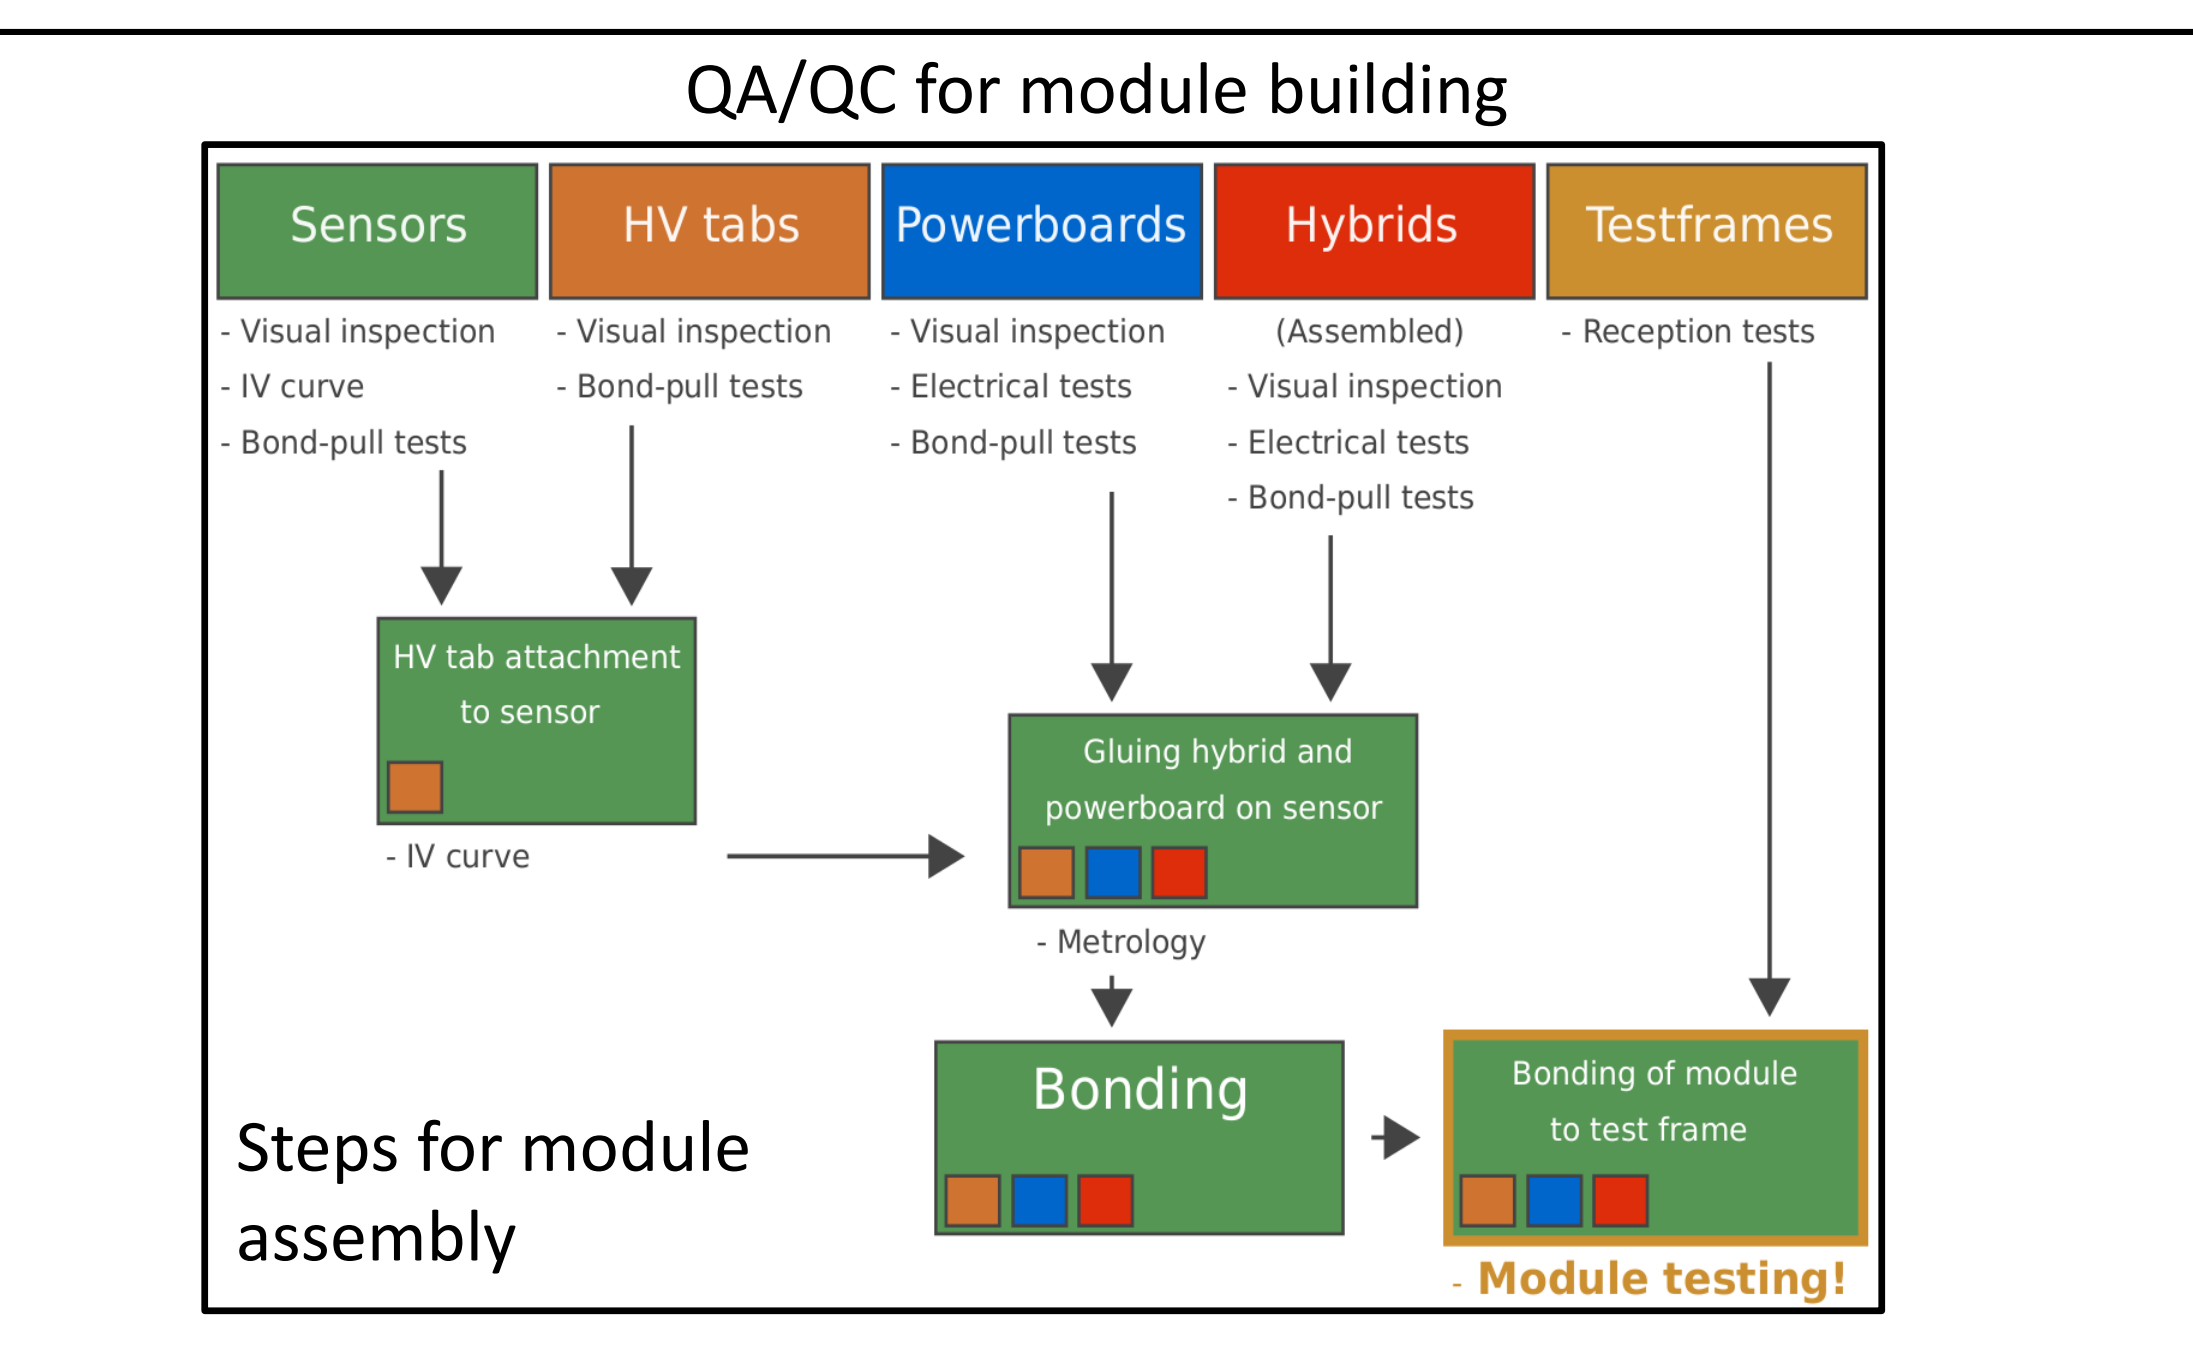 QA/QC for module building
Sensors
HV tabs
Powerboards
Hybrids
Testframes
- Visual inspection
- IV curve
- Bond-pull tests
- Visual inspection
- Bond-pull tests
- Visual inspection
- Electrical tests
- Bond-pull tests
(Assembled)
- Visual inspection
- Electrical tests
- Bond-pull tests
- Reception tests
HV tab attachment
to sensor
- IV curve
Gluing hybrid and
powerboard on sensor
- Metrology
Bonding
Bonding of module
to test frame
- Module testing!
Steps for module
assembly